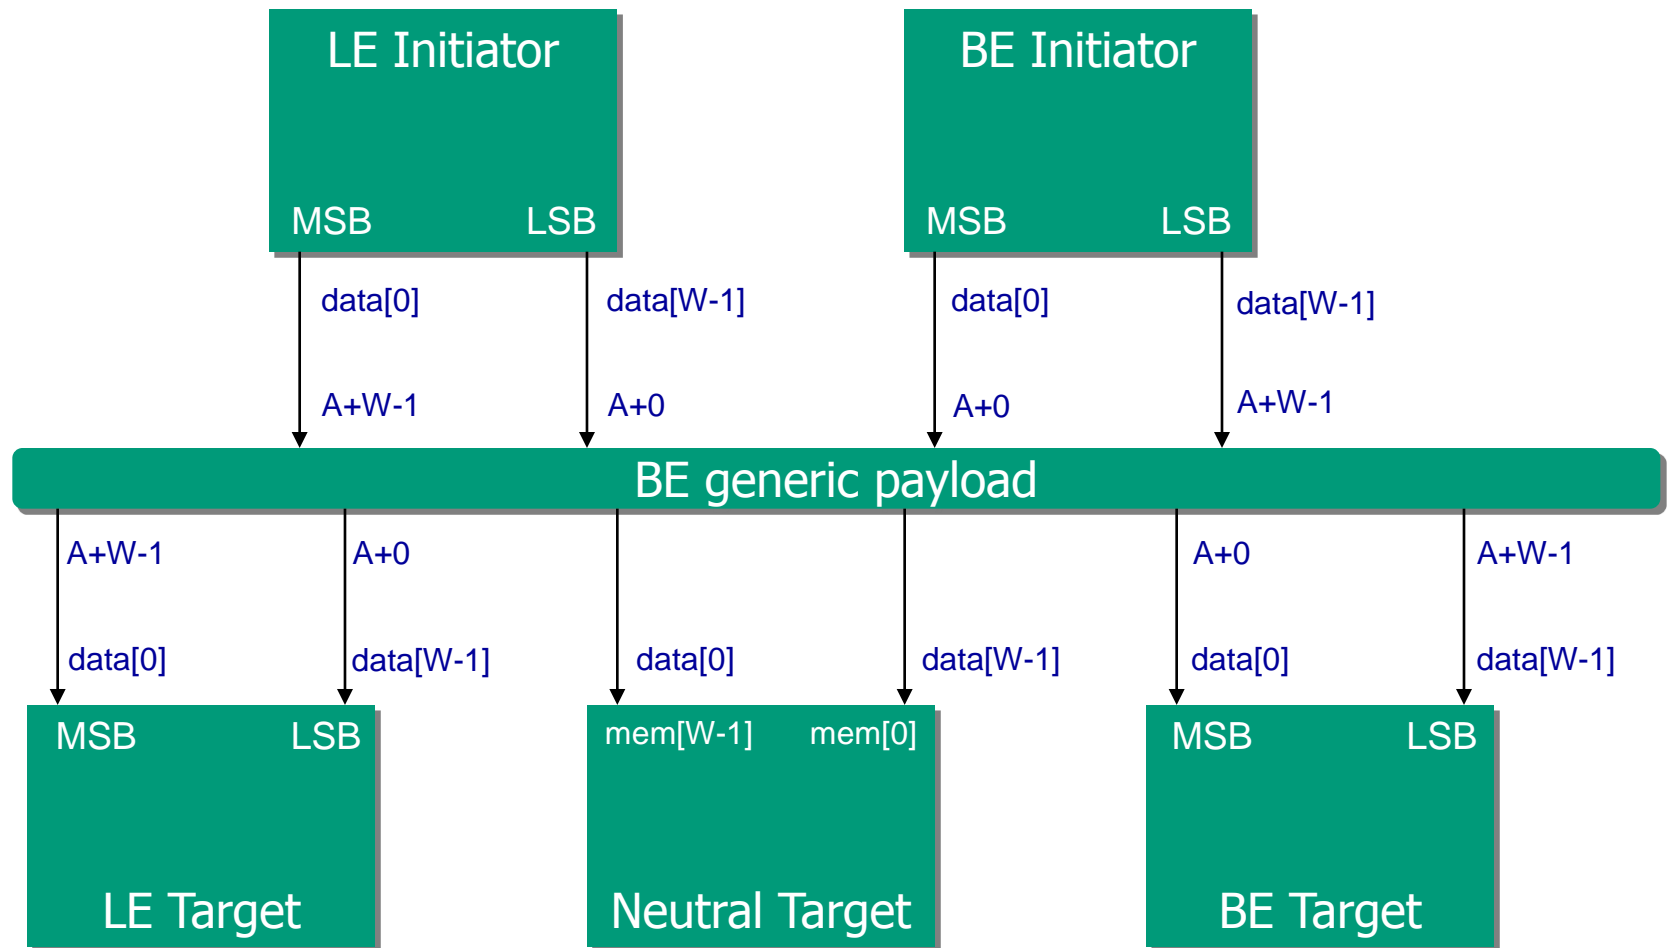 LE Initiator
BE Initiator
MSB LSB
MSB LSB
data[0] data[W-1] data[0] data[W-1]
A+W-1 A+0 A+0 A+W-1
BE generic payload
A+W-1 A+0 A+0 A+W-1
data[0] data[W-1] data[0] data[W-1] data[0] data[W-1]
MSB LSB
mem[W-1] mem[0]
MSB LSB
LE Target
Neutral Target
BE Target